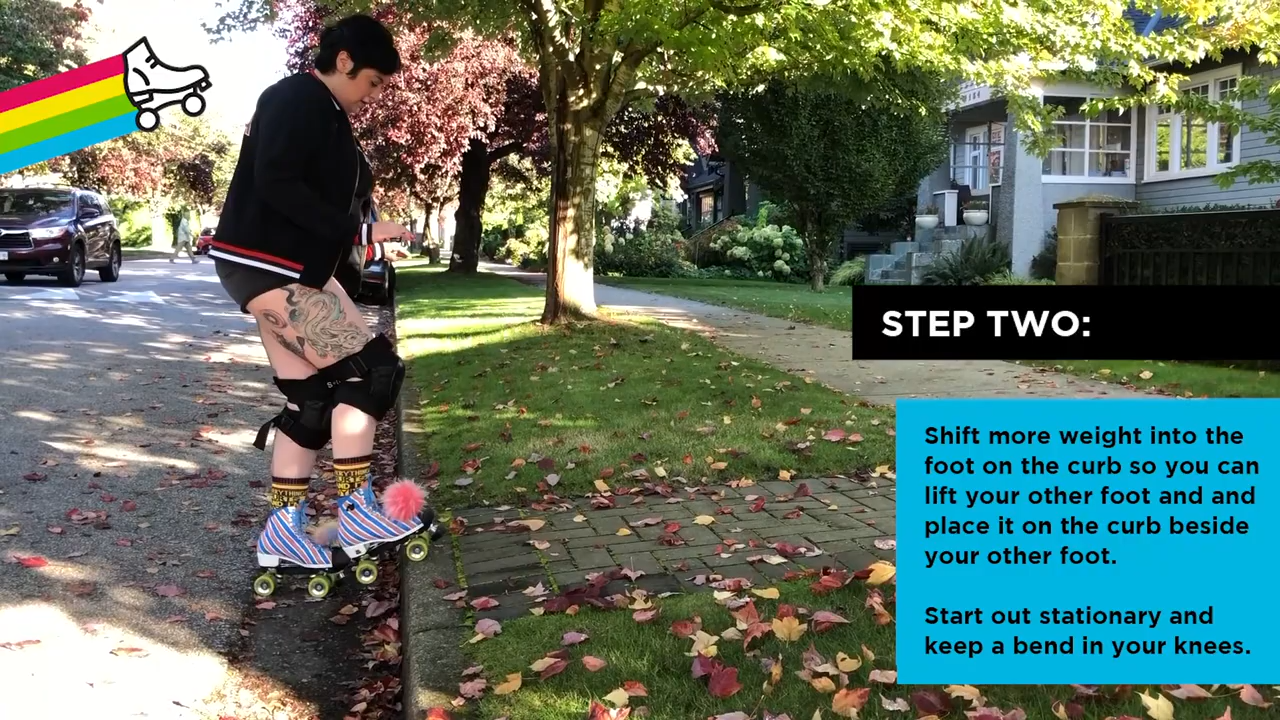 STEP TWO:
Shift more weight into the
foot on the curb so you can
lift your other foot and and
place it on the curb beside
your other foot.
Start out stationary and
keep a bend in your knees.